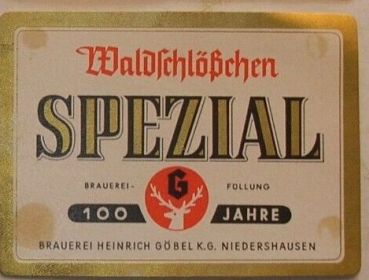 Waldschlößchen
SPEZIAL
BRAUEREI- G FÜLLUNG
100 JAHRE
BRAUEREI HEINRICH GÖBEL K.G. NIEDERSHAUSEN